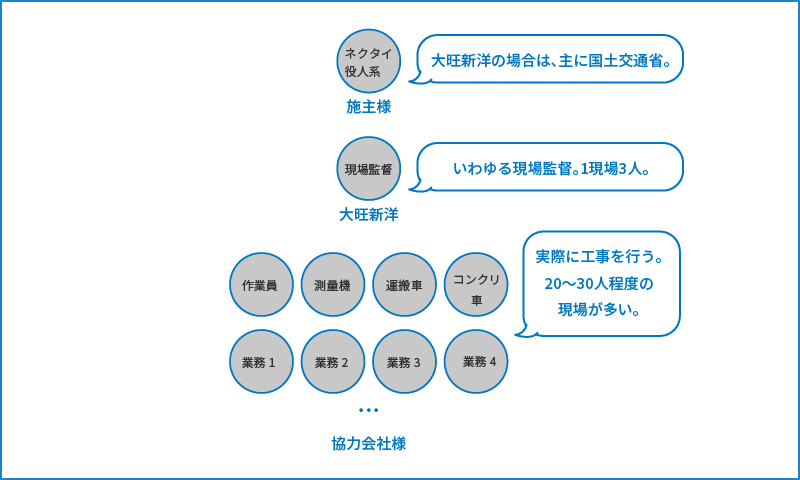 ネクタイ
役人系
大旺新洋の場合は、主に国土交通省。
施主様
現場監督
いわゆる現場監督。1現場3人。
大旺新洋
作業員
測量機
運搬車
コンクリ
車
実際に工事を行う。
20〜30人程度の
現場が多い。
業務 1
業務 2
業務 3
業務 4
…
協力会社様